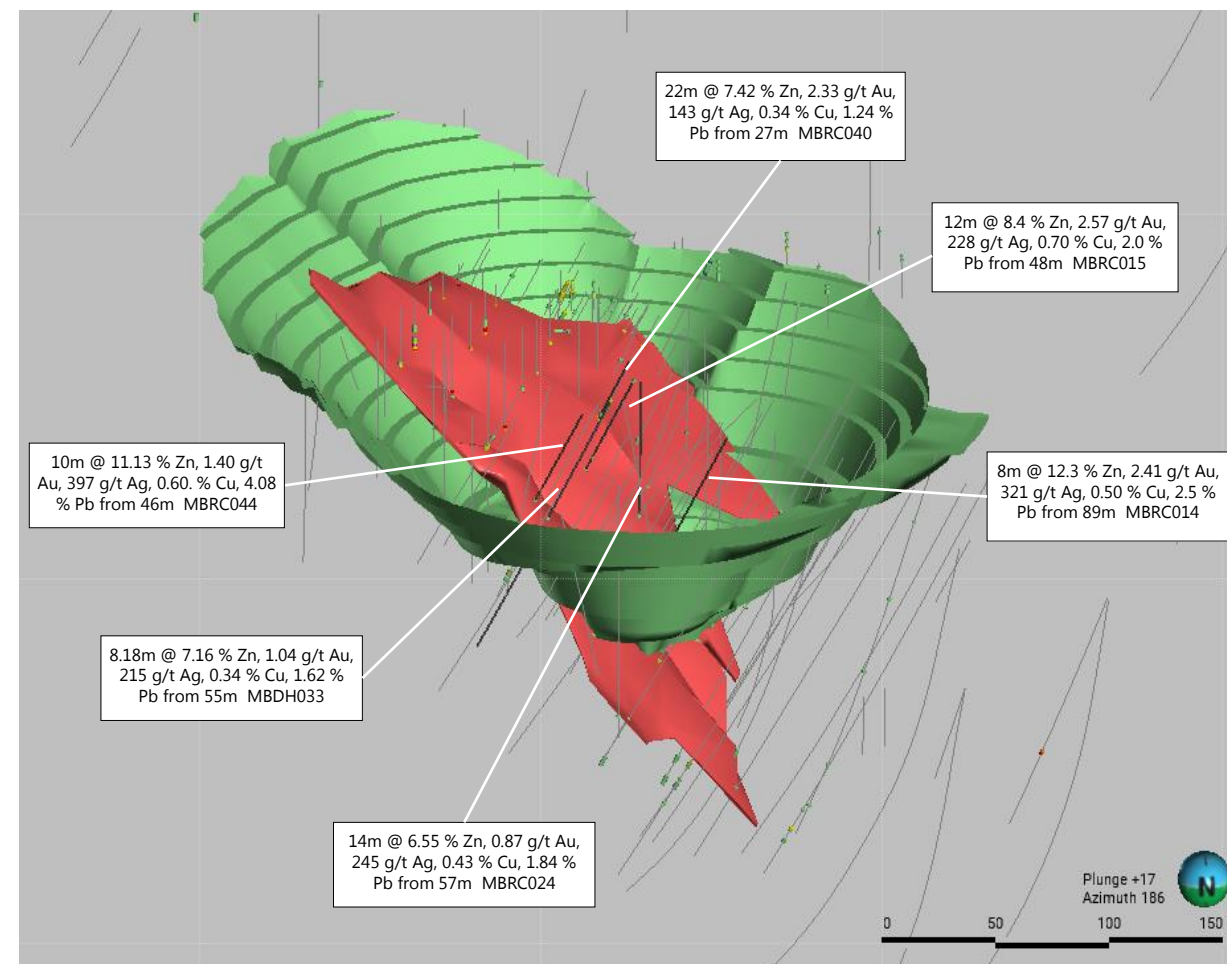 22m @ 7.42 % Zn, 2.33 g/t Au,
143 g/t Ag, 0.34 % Cu, 1.24 %
Pb from 27m  MBRC040
12m @ 8.4 % Zn, 2.57 g/t Au,
228 g/t Ag, 0.70 % Cu, 2.0 %
Pb from 48m  MBRC015
10m @ 11.13 % Zn, 1.40 g/t
Au, 397 g/t Ag, 0.60. % Cu, 4.08
% Pb from 46m  MBRC044
8m @ 12.3 % Zn, 2.41 g/t Au,
321 g/t Ag, 0.50 % Cu, 2.5 %
Pb from 89m  MBRC014
8.18m @ 7.16 % Zn, 1.04 g/t Au,
215 g/t Ag, 0.34 % Cu, 1.62 %
Pb from 55m  MBDH033
14m @ 6.55 % Zn, 0.87 g/t Au,
245 g/t Ag, 0.43 % Cu, 1.84 %
Pb from 57m  MBRC024
Plunge +17
Azimuth 186
N
0 50 100 150